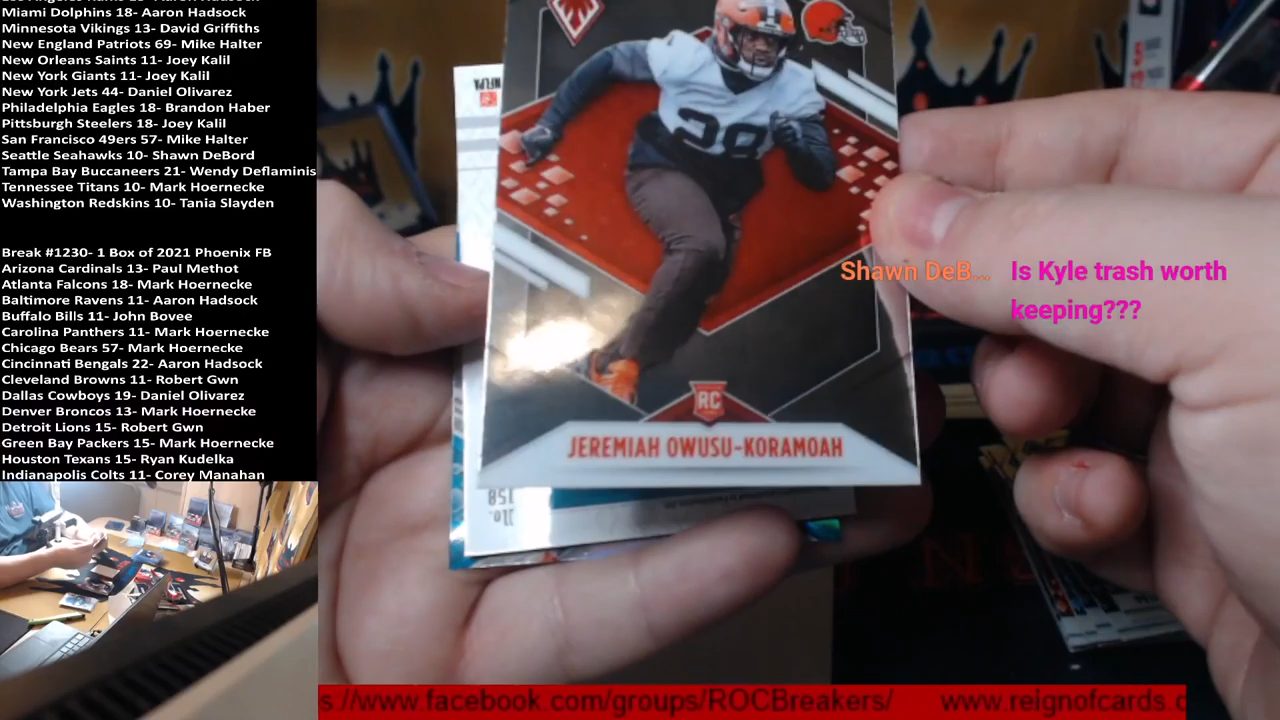 Miami Dolphins 18- Aaron Hadsock
Minnesota Vikings 13- David Griffiths
New England Patriots 69- Mike Halter
New Orleans Saints 11- Joey Kalil
New York Giants 11- Joey Kalil
New York Jets 44- Daniel Olivarez
Philadelphia Eagles 18- Brandon Haber
Pittsburgh Steelers 18- Joey Kalil
San Francisco 49ers 57- Mike Halter
Seattle Seahawks 10- Shawn DeBord
Tampa Bay Buccaneers 21- Wendy Deflaminis
Tennessee Titans 10- Mark Hoernecke
Washington Redskins 10- Tania Slayden
Break #1230- 1 Box of 2021 Phoenix FB
Arizona Cardinals 13- Paul Methot
Atlanta Falcons 18- Mark Hoernecke
Baltimore Ravens 11- Aaron Hadsock
Buffalo Bills 11- John Bovee
Carolina Panthers 11- Mark Hoernecke
Chicago Bears 57- Mark Hoernecke
Cincinnati Bengals 22- Aaron Hadsock
Cleveland Browns 11- Robert Gwn
Dallas Cowboys 19- Daniel Olivarez
Denver Broncos 13- Mark Hoernecke
Detroit Lions 15- Robert Gwn
Green Bay Packers 15- Mark Hoernecke
Houston Texans 15- Ryan Kudelka
Indianapolis Colts 11- Corey Manahan
NFLPA
28
RC
JEREMIAH OWUSU-KORAMOAH
No. 158
Shawn DeB... Is Kyle trash worth
keeping???
s://www.facebook.com/groups/ROCBreakers/ www.reignofcards.c